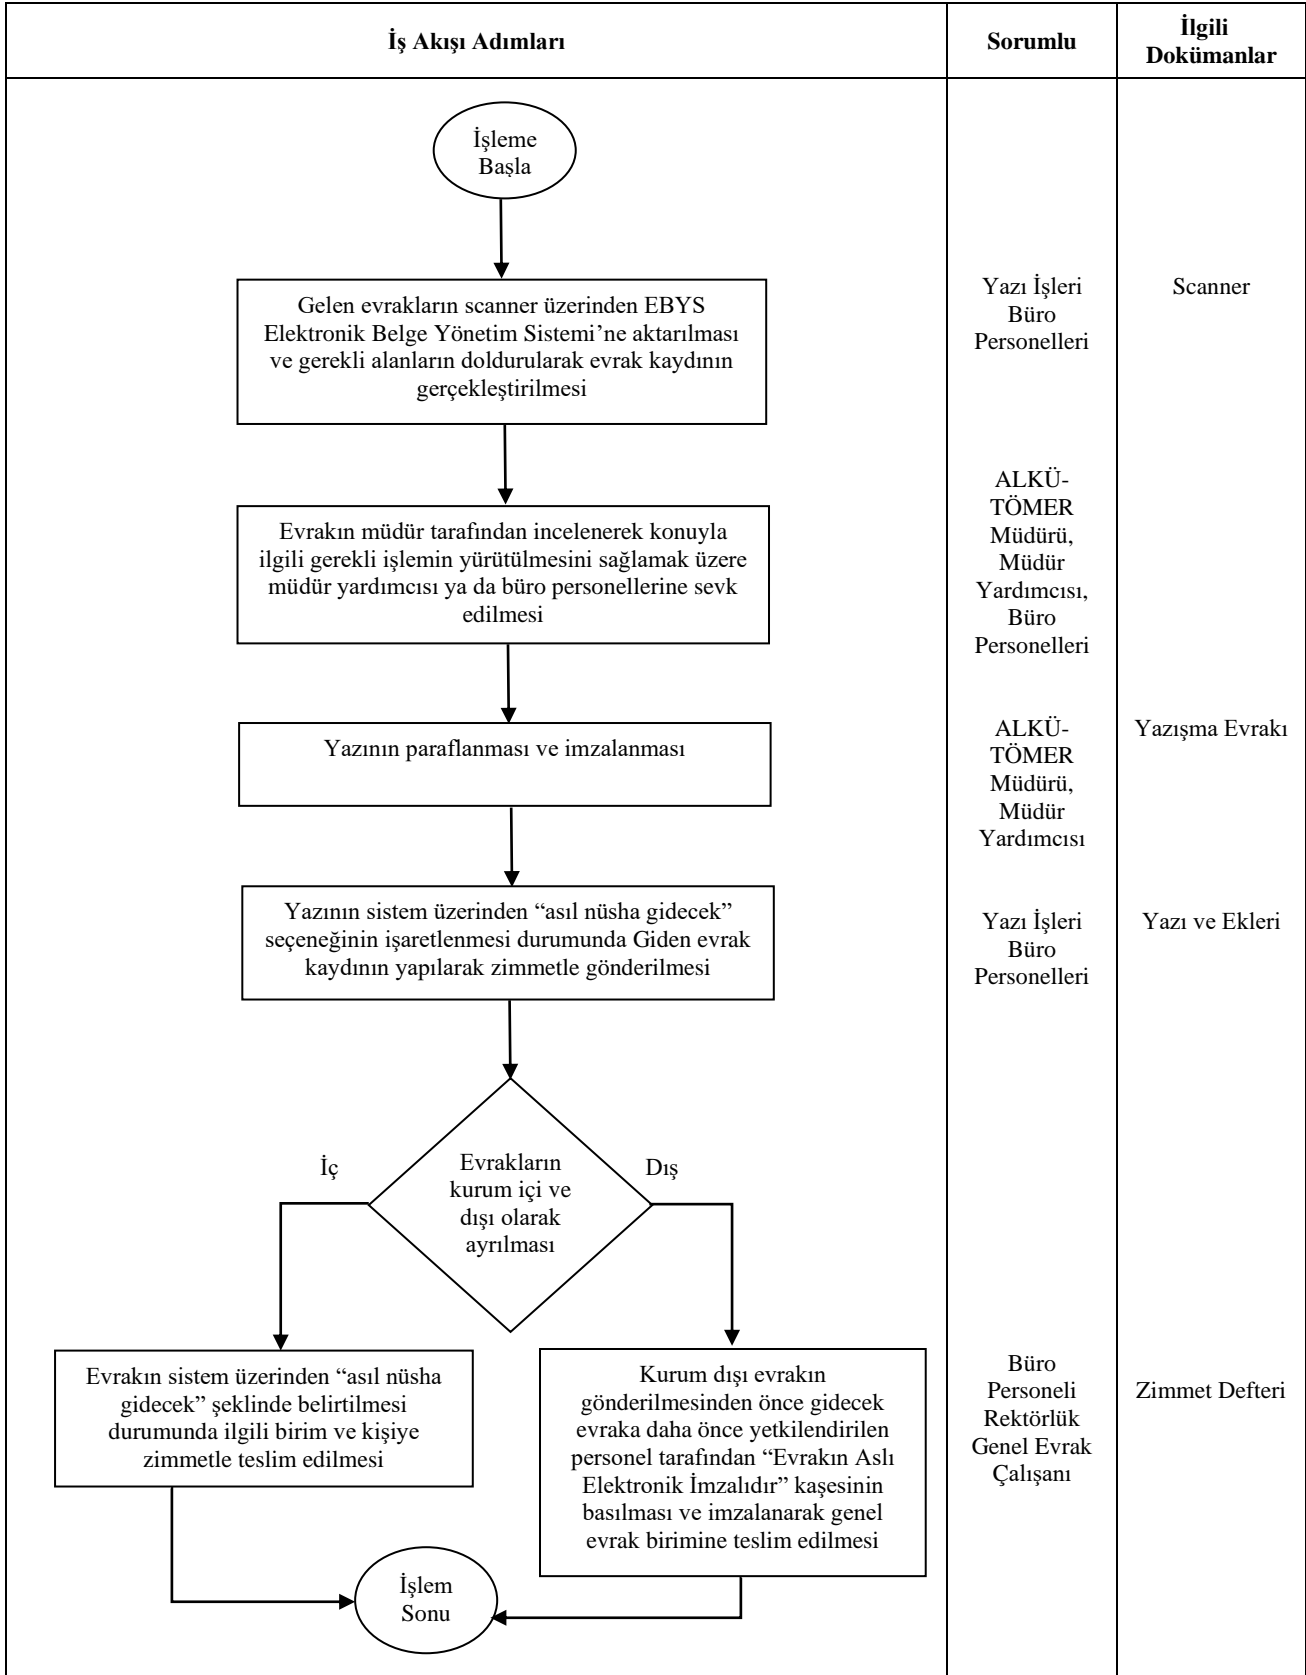 İş Akışı Adımları
Sorumlu
İlgili
Dokümanlar
İşleme
Başla
Gelen evrakların scanner üzerinden EBYS
Elektronik Belge Yönetim Sistemi’ne aktarılması
ve gerekli alanların doldurularak evrak kaydının
gerçekleştirilmesi
Yazı İşleri
Büro
Personelleri
Scanner
Evrakın müdür tarafından incelenerek konuyla
ilgili gerekli işlemin yürütülmesini sağlamak üzere
müdür yardımcısı ya da büro personellerine sevk
edilmesi
ALKÜ-
TÖMER
Müdürü,
Müdür
Yardımcısı,
Büro
Personelleri
Yazının paraflanması ve imzalanması
ALKÜ-
TÖMER
Müdürü,
Müdür
Yardımcısı
Yazışma Evrakı
Yazının sistem üzerinden “asıl nüsha gidecek”
seçeneğinin işaretlenmesi durumunda Giden evrak
kaydının yapılarak zimmetle gönderilmesi
Yazı İşleri
Büro
Personelleri
Yazı ve Ekleri
İç
Evrakların
kurum içi ve
dışı olarak
ayrılması
Dış
Evrakın sistem üzerinden “asıl nüsha
gidecek” şeklinde belirtilmesi
durumunda ilgili birim ve kişiye
zimmetle teslim edilmesi
Kurum dışı evrakın
gönderilmesinden önce gidecek
evraka daha önce yetkilendirilen
personel tarafından “Evrakın Aslı
Elektronik İmzalıdır” kaşesinin
basılması ve imzalanarak genel
evrak birimine teslim edilmesi
Büro
Personeli
Rektörlük
Genel Evrak
Çalışanı
Zimmet Defteri
İşlem
Sonu